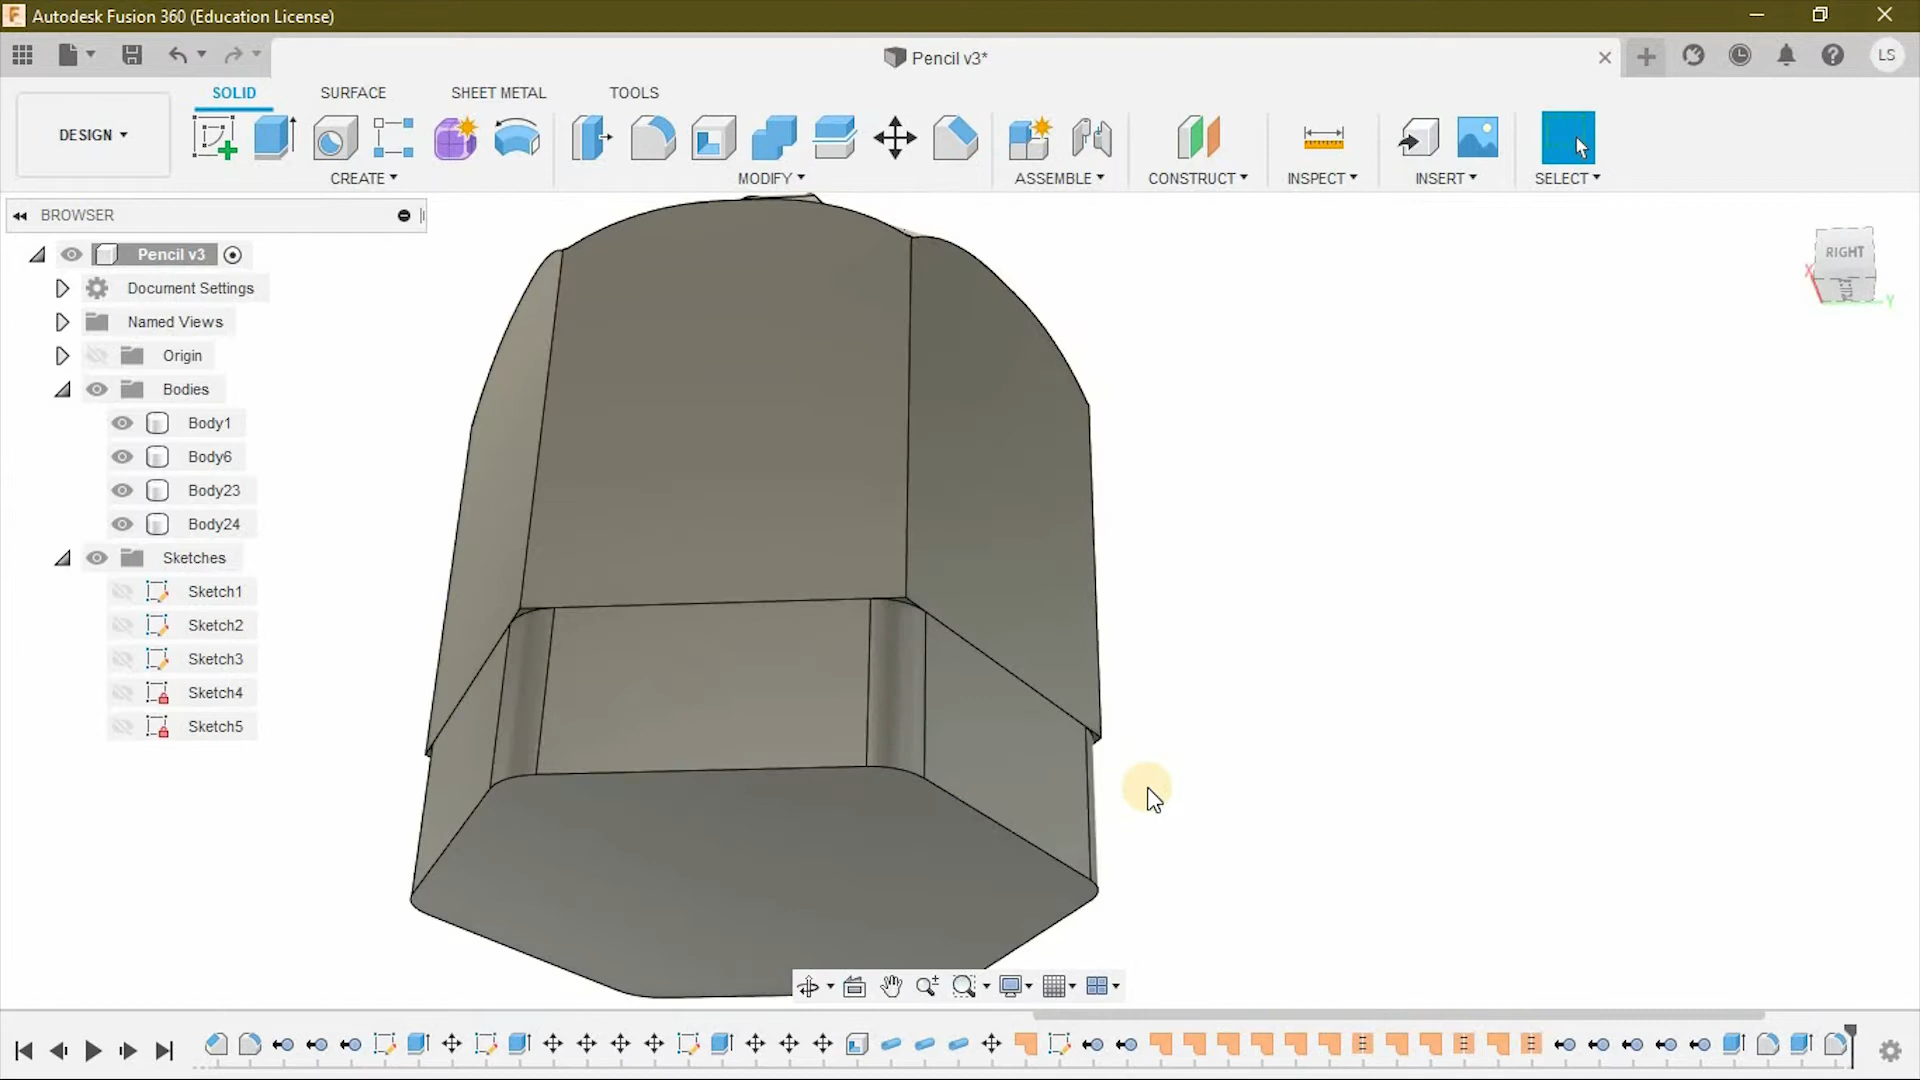 Autodesk Fusion 360 (Education License)
Pencil v3*
LS
SOLID
SURFACE
SHEET METAL
TOOLS
DESIGN
CREATE
MODIFY
ASSEMBLE
CONSTRUCT
INSPECT
INSERT
SELECT
BROWSER
Pencil v3
Document Settings
Named Views
Origin
Bodies
Body1
Body6
Body23
Body24
Sketches
Sketch1
Sketch2
Sketch3
Sketch4
Sketch5
RIGHT
X
Y